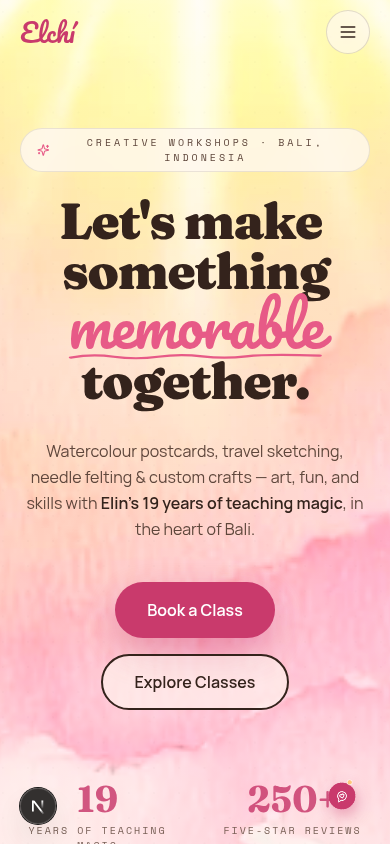 Elchí
CREATIVE WORKSHOPS · BALI,
INDONESIA
Let's make
something
memorable
together.
Watercolour postcards, travel sketching,
needle felting & custom crafts — art, fun, and
skills with Elin's 19 years of teaching magic, in
the heart of Bali.
Book a Class
Explore Classes
N
19
250+
YEARS OF TEACHING
MAGIC
FIVE-STAR REVIEWS